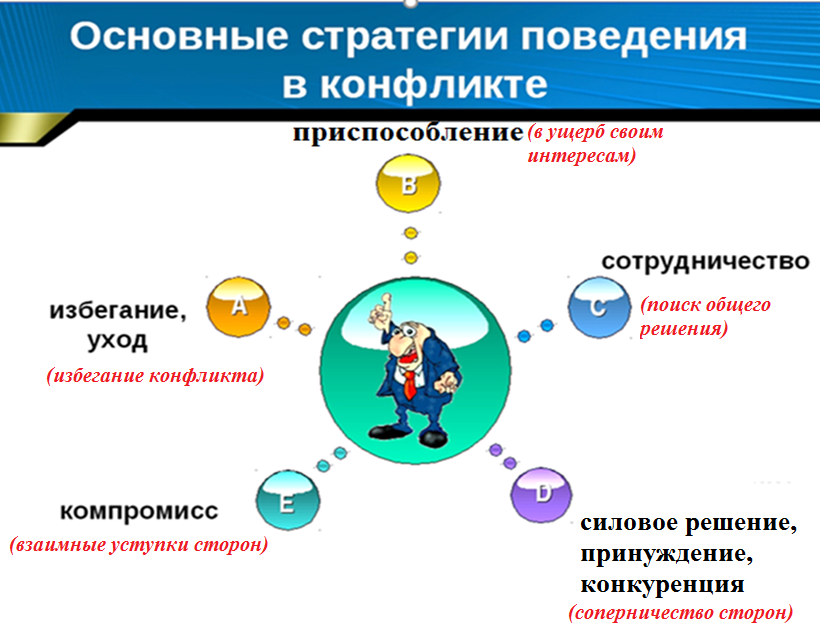 Основные стратегии поведения
в конфликте
приспособление (в ущерб своим
интересам)
B
сотрудничество
C
(поиск общего
решения)
A
избегание,
уход
(избегание конфликта)
E
компромисс
(взаимные уступки сторон)
D
силовое решение,
принуждение,
конкуренция
(соперничество сторон)